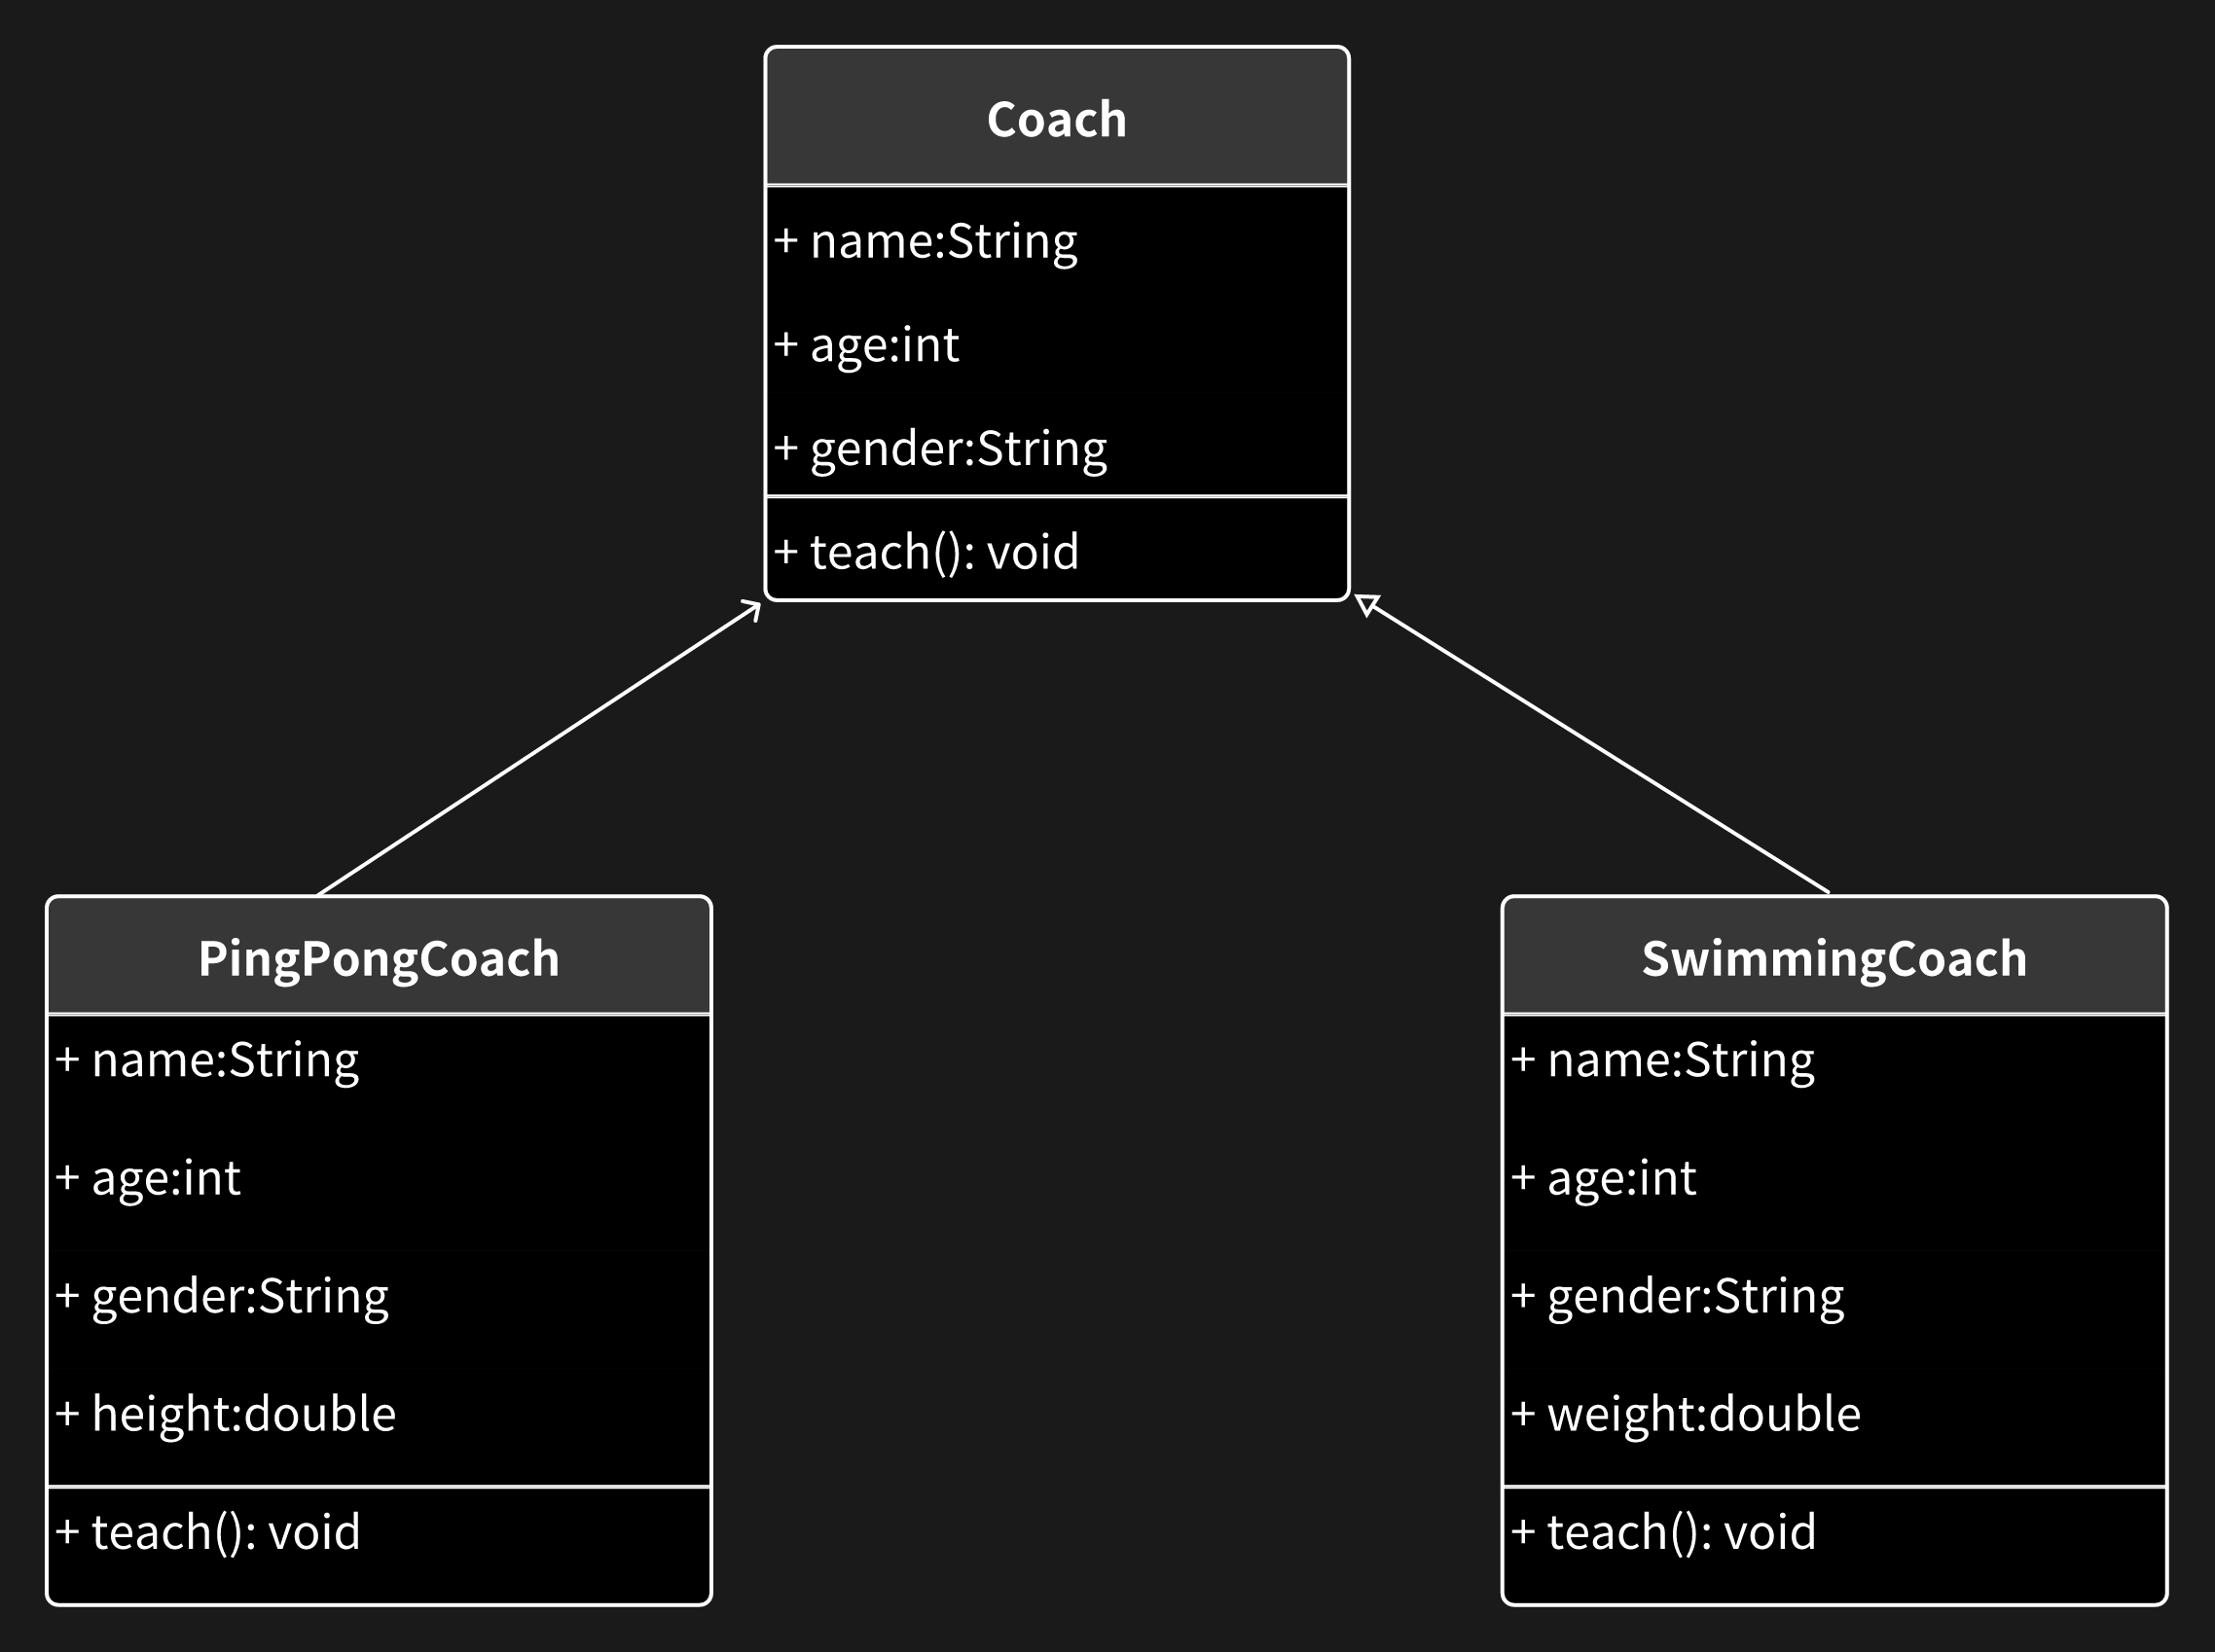 Coach
+ name:String
+ age:int
+ gender:String
+ teach(): void
PingPongCoach
+ name:String
+ age:int
+ gender:String
+ height:double
+ teach(): void
SwimmingCoach
+ name:String
+ age:int
+ gender:String
+ weight:double
+ teach(): void